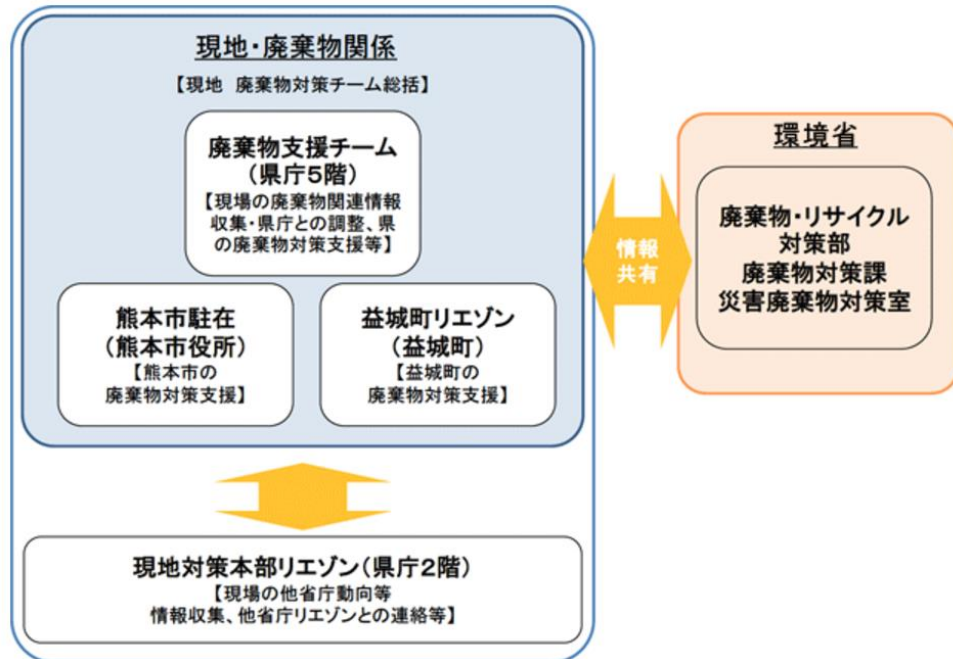 現地・廃棄物関係
【現地 廃棄物対策チーム総括】
廃棄物支援チーム
(県庁5階)
【現場の廃棄物関連情報
収集・県庁との調整、県
の廃棄物対策支援等】
熊本市駐在
(熊本市役所)
【熊本市の
廃棄物対策支援】
益城町リエゾン
(益城町)
【益城町の
廃棄物対策支援】
現地対策本部リエゾン(県庁2階)
【現場の他省庁動向等
情報収集、他省庁リエゾンとの連絡等】
情報
共有
環境省
廃棄物・リサイクル
対策部
廃棄物対策課
災害廃棄物対策室